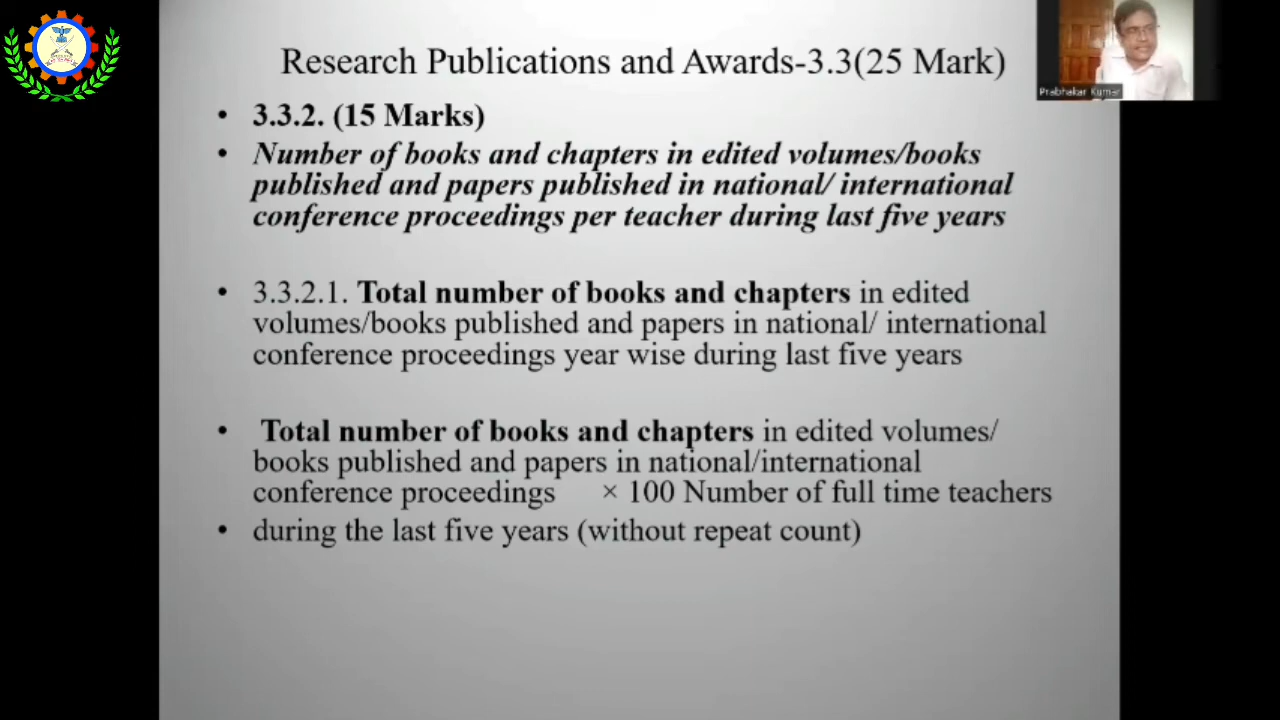 Research Publications and Awards-3.3(25 Mark)
• 3.3.2. (15 Marks)
• Number of books and chapters in edited volumes/books
published and papers published in national/ international
conference proceedings per teacher during last five years
• 3.3.2.1. Total number of books and chapters in edited
volumes/books published and papers in national/ international
conference proceedings year wise during last five years
• Total number of books and chapters in edited volumes/
books published and papers in national/international
conference proceedings × 100 Number of full time teachers
• during the last five years (without repeat count)
Prabhakar Kumar